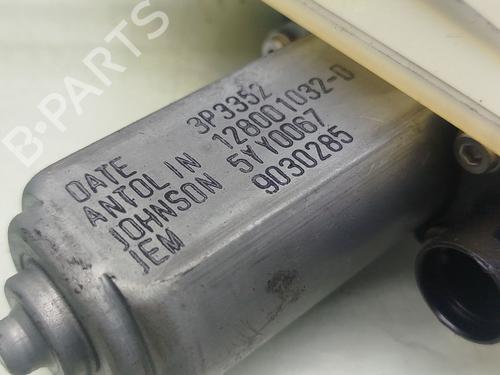 B-PARTS
DATE 3P3352
ANTOLIN 128001032-D
JOHNSON 5YY0067
JEM 9030285